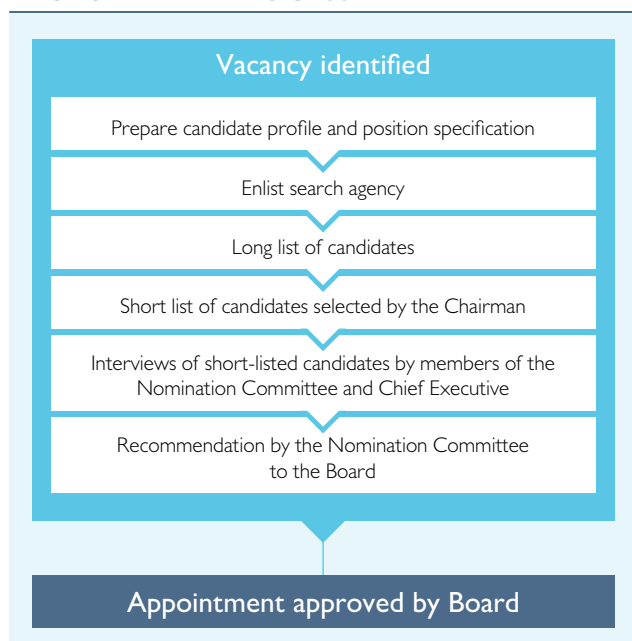 Vacancy identified
Prepare candidate profile and position specification
Enlist search agency
Long list of candidates
Short list of candidates selected by the Chairman
Interviews of short-listed candidates by members of the
Nomination Committee and Chief Executive
Recommendation by the Nomination Committee
to the Board
Appointment approved by Board